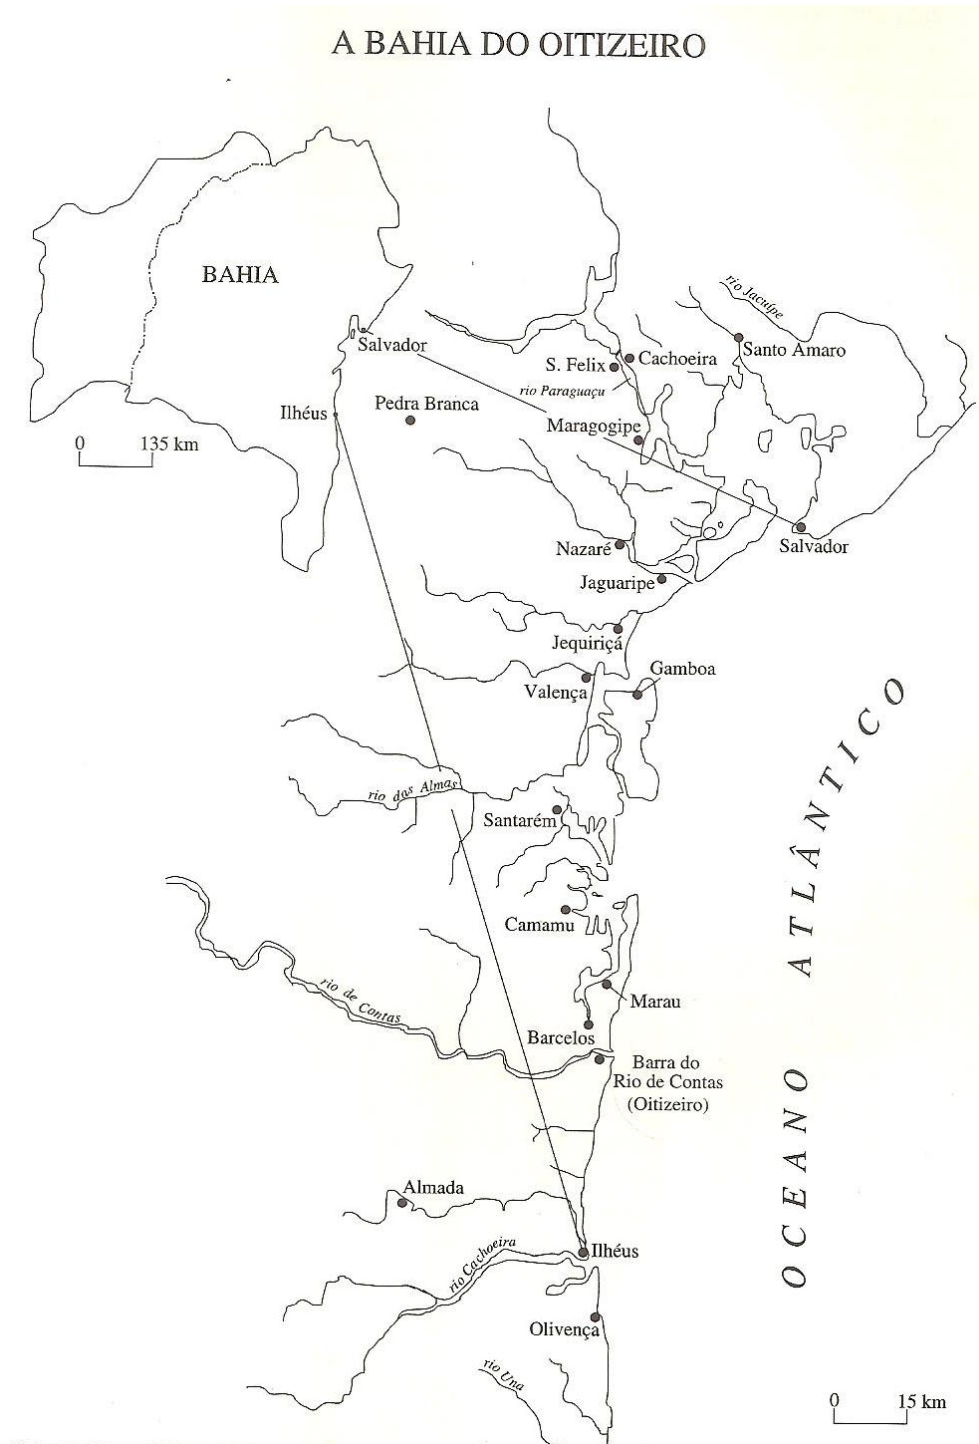 A BAHIA DO OITIZEIRO
BAHIA
Salvador
Ilhéus
0 135 km
Pedra Branca
rio Jacuípe
Santo Amaro
Cachoeira
S. Felix
rio Paraguaçu
Maragogipe
Salvador
Nazaré
Jaguaripe
Jequiriçá
Gamboa
Valença
rio das Almas
Santarém
Camamu
rio de Contas
Marau
Barcelos
Barra do
Rio de Contas
(Oitizeiro)
OCEANO ATLÂNTICO
Almada
Ilhéus
rio Cachoeira
Olivença
rio Una
0 15 km